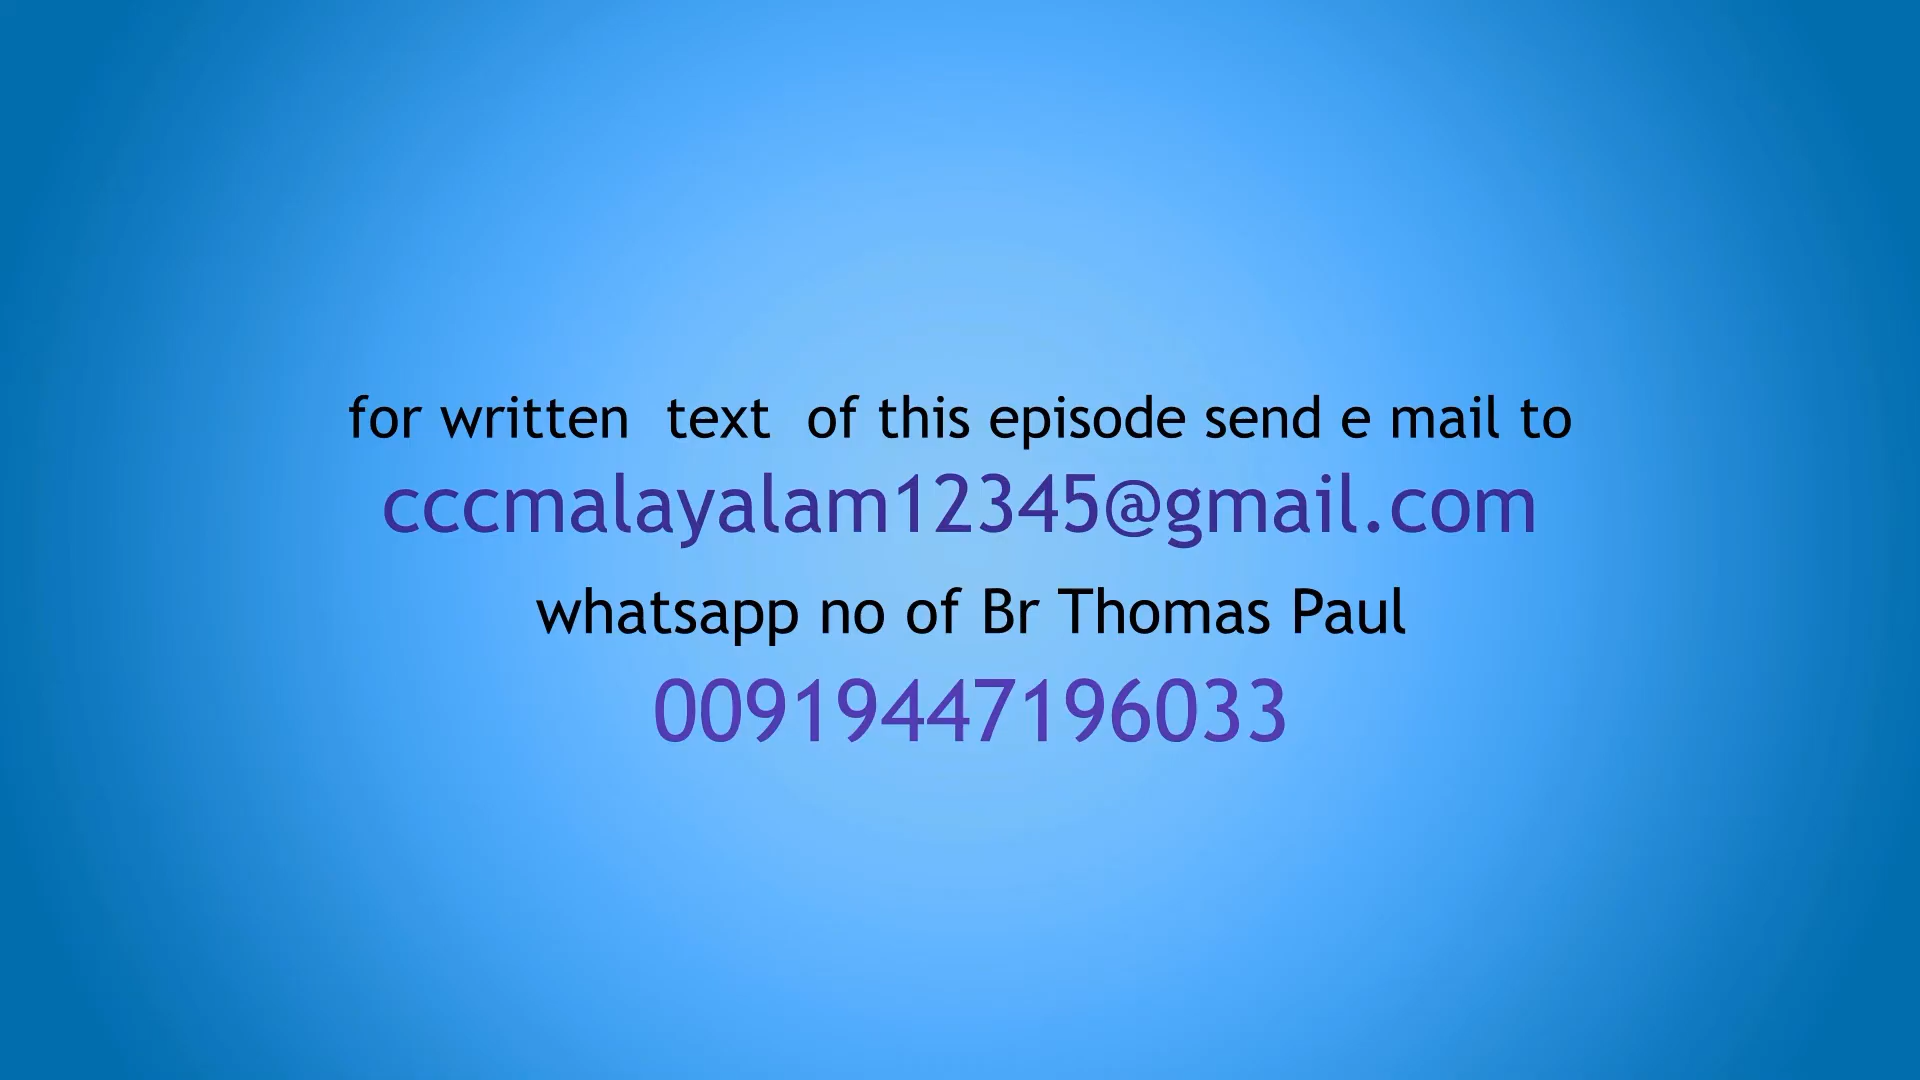 for written text of this episode send e mail to
cccmalayalam12345@gmail.com
whatsapp no of Br Thomas Paul
00919447196033